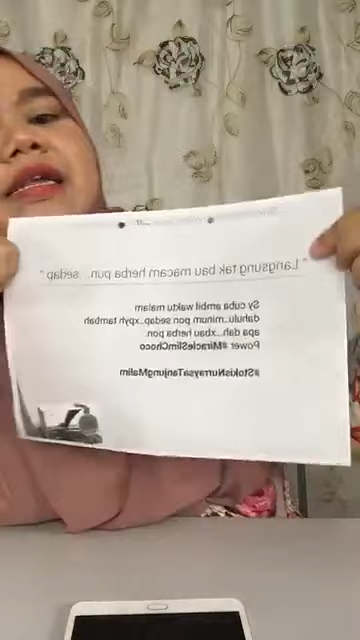 "Langsung tak bau macam herba pun.. sedap "
Sy cuba ambil waktu malam
dahulu...minum pon sedap..xpyh tambah
apa dah...xbau herba pon.
Power #MiracleSlimChoco
#StokisNurraysaTanjungMalim